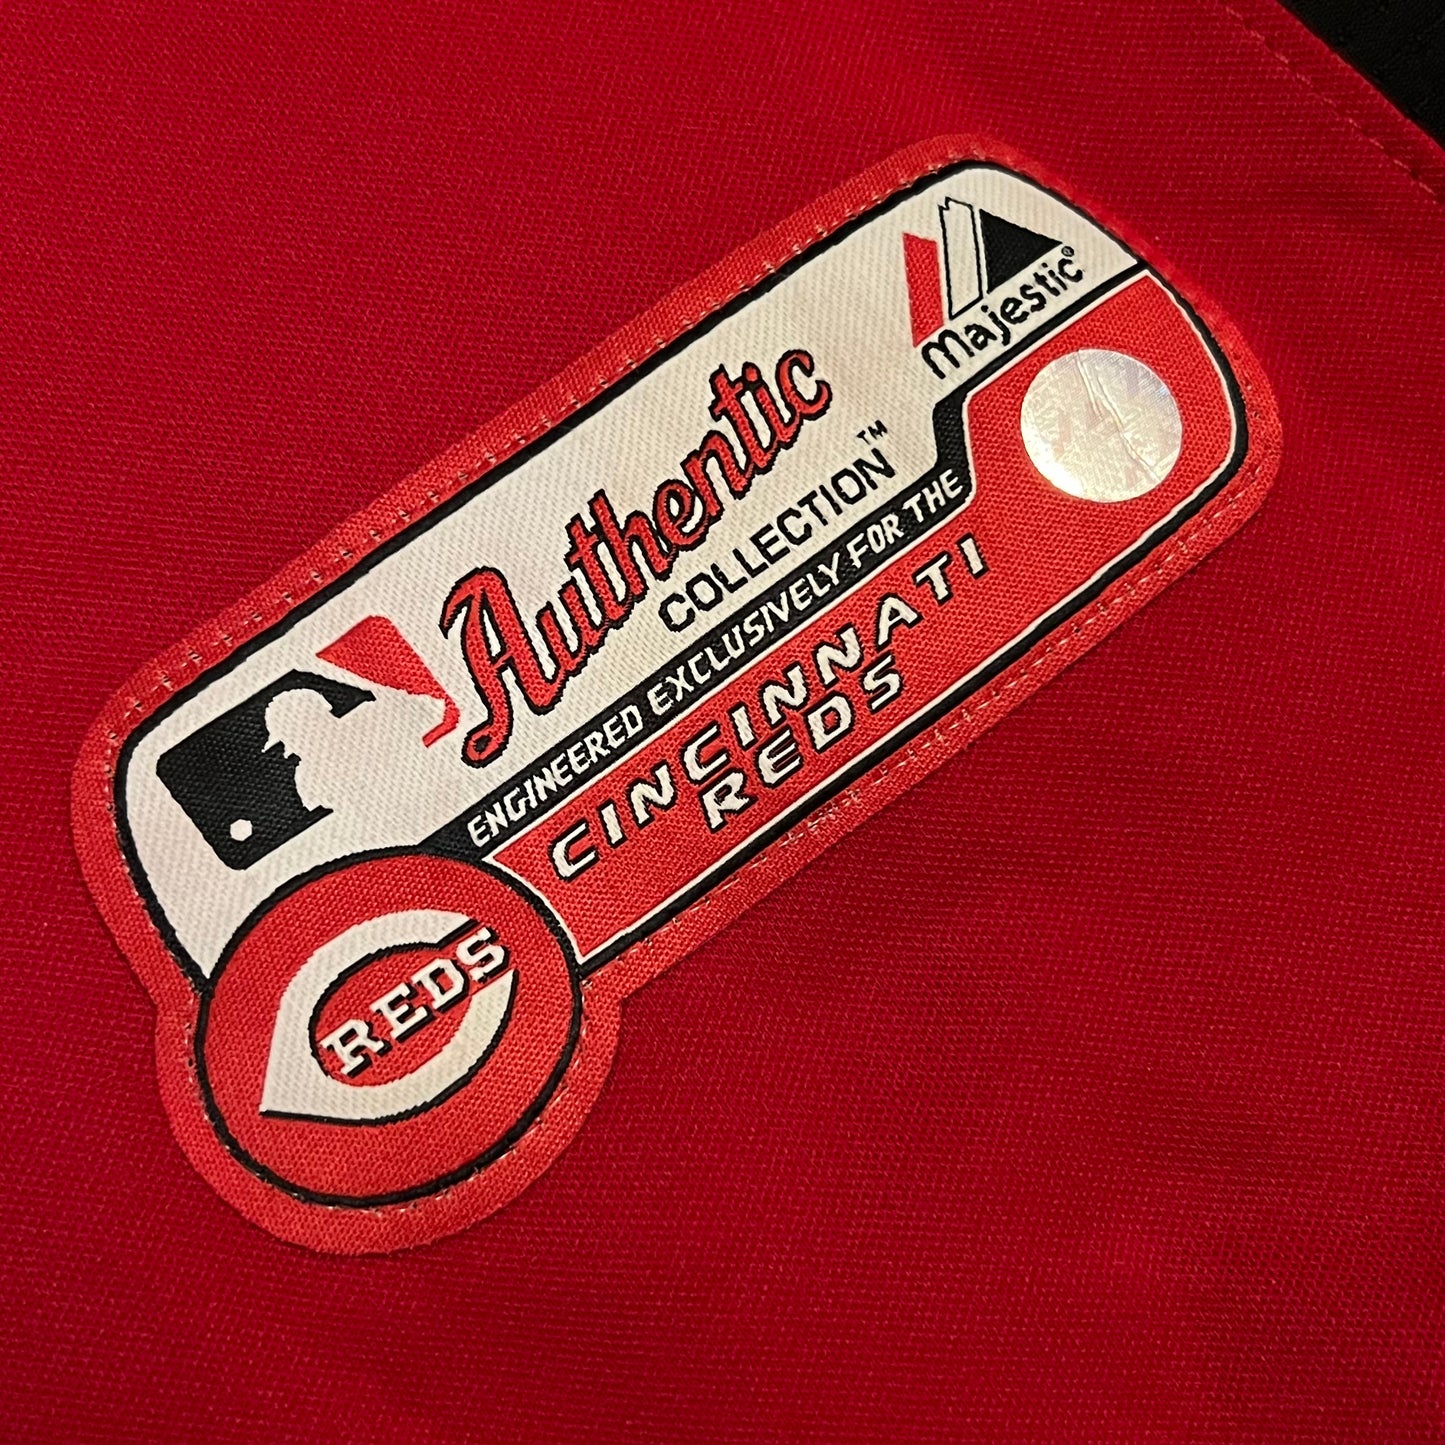 Majestic®
Authentic
COLLECTION™
ENGINEERED EXCLUSIVELY FOR THE
CINCINNATI
REDS
REDS